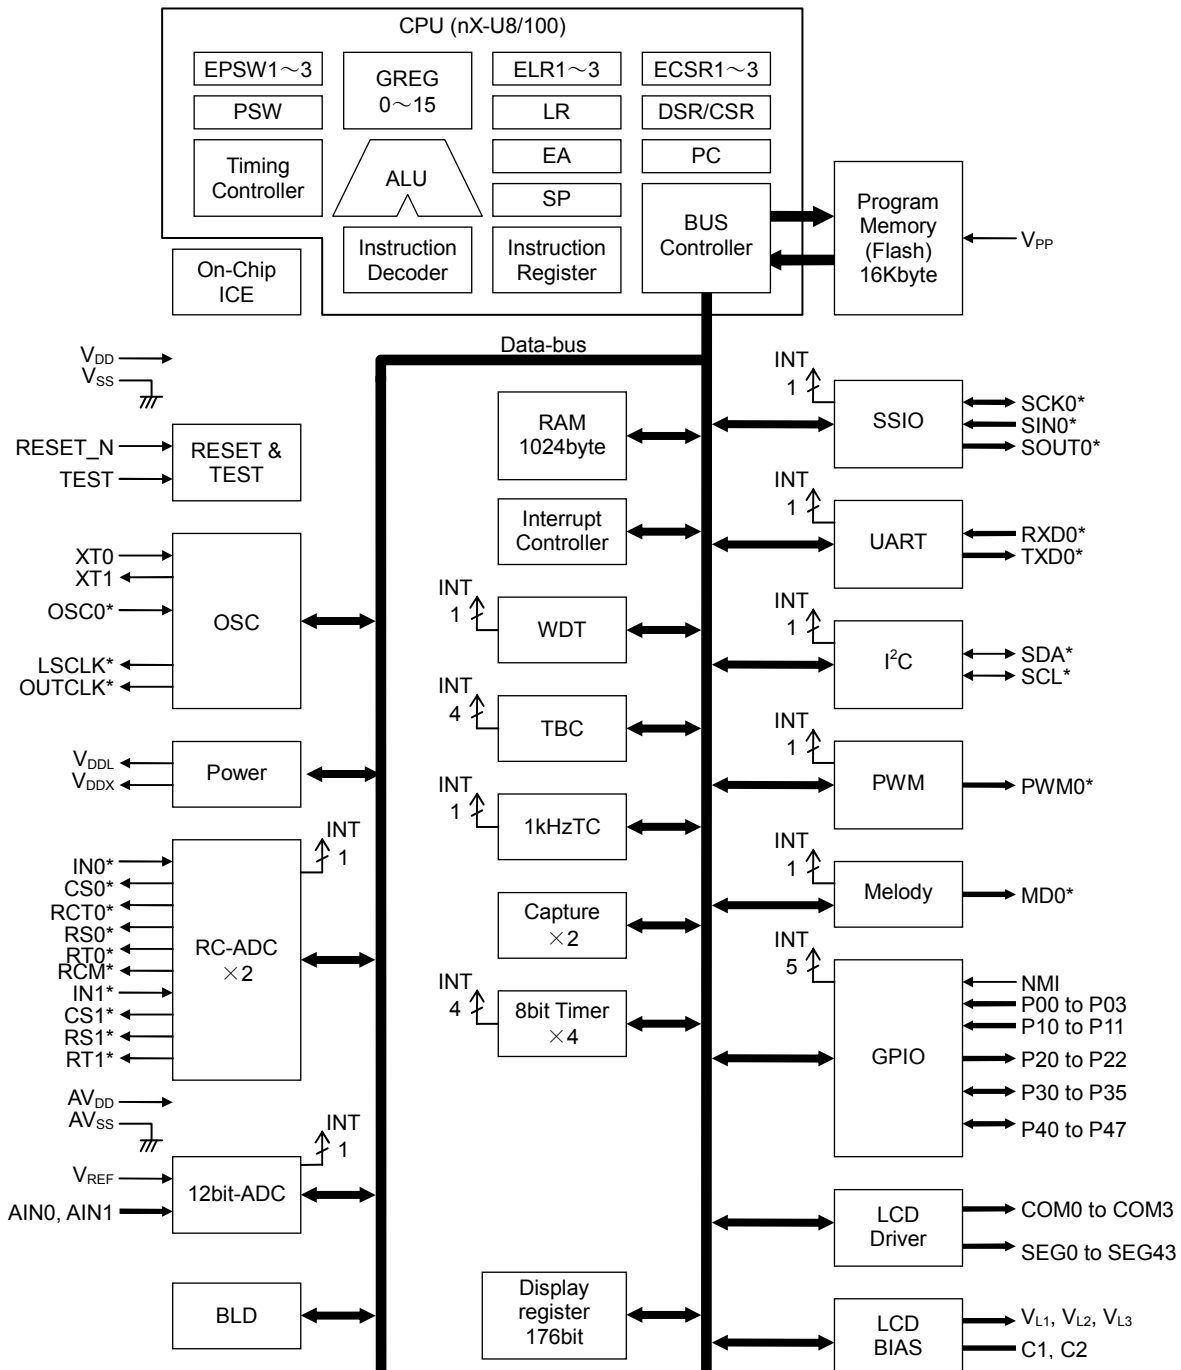 CPU (nX-U8/100)
EPSW1～3
GREG
0～15
ELR1～3
ECSR1～3
PSW
LR
DSR/CSR
Timing
Controller
ALU
EA
PC
SP
BUS
Controller
Instruction
Decoder
Instruction
Register
On-Chip
ICE
Program
Memory
(Flash)
16Kbyte
VPP
Data-bus
VDD
VSS
RESET_N
TEST
RESET &
TEST
XT0
XT1
OSC0*
LSCLK*
OUTCLK*
OSC
VDDL
VDDX
Power
IN0*
CS0*
RCT0*
RS0*
RT0*
RCM*
IN1*
CS1*
RS1*
RT1*
RC-ADC
×2
INT
1
AVDD
AVSS
VREF
AIN0, AIN1
12bit-ADC
INT
1
BLD
RAM
1024byte
Interrupt
Controller
INT
1
WDT
INT
4
TBC
INT
1
1kHzTC
Capture
×2
INT
4
8bit Timer
×4
Display
register
176bit
INT
1
SSIO
SCK0*
SIN0*
SOUT0*
INT
1
UART
RXD0*
TXD0*
INT
1
I²C
SDA*
SCL*
INT
1
PWM
PWM0*
INT
1
Melody
MD0*
INT
5
GPIO
NMI
P00 to P03
P10 to P11
P20 to P22
P30 to P35
P40 to P47
LCD
Driver
COM0 to COM3
SEG0 to SEG43
LCD
BIAS
VL1, VL2, VL3
C1, C2